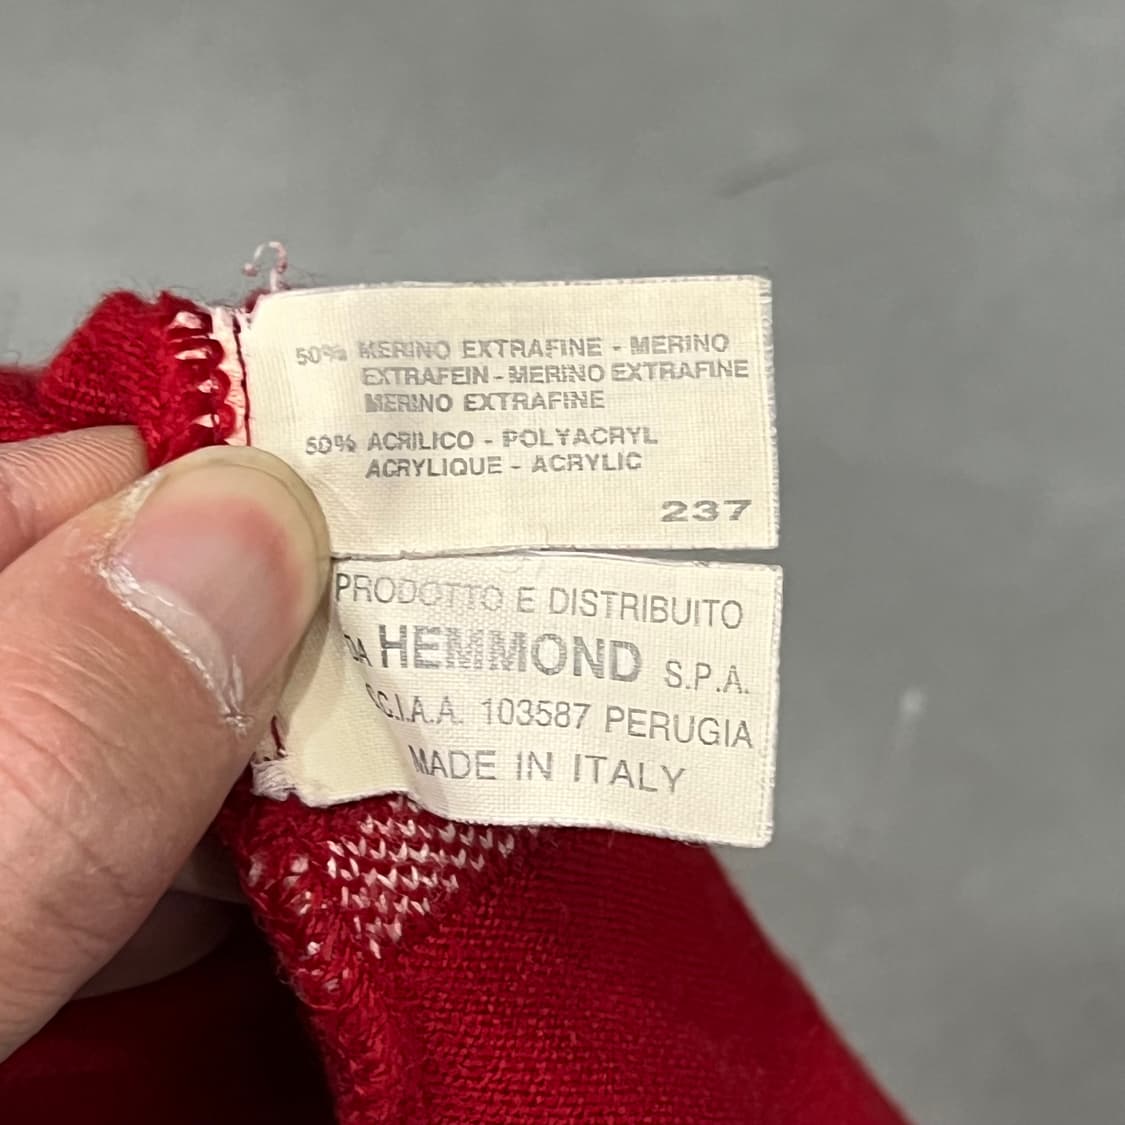 50% MERINO EXTRAFINE - MERINO
EXTRAFEIN - MERINO EXTRAFINE
MERINO EXTRAFINE
50% ACRILICO - POLYACRYL
ACRYLIQUE - ACRYLIC
237
PRODOTTO E DISTRIBUITO
DA HEMMOND S.P.A.
C.C.I.A.A. 103587 PERUGIA
MADE IN ITALY